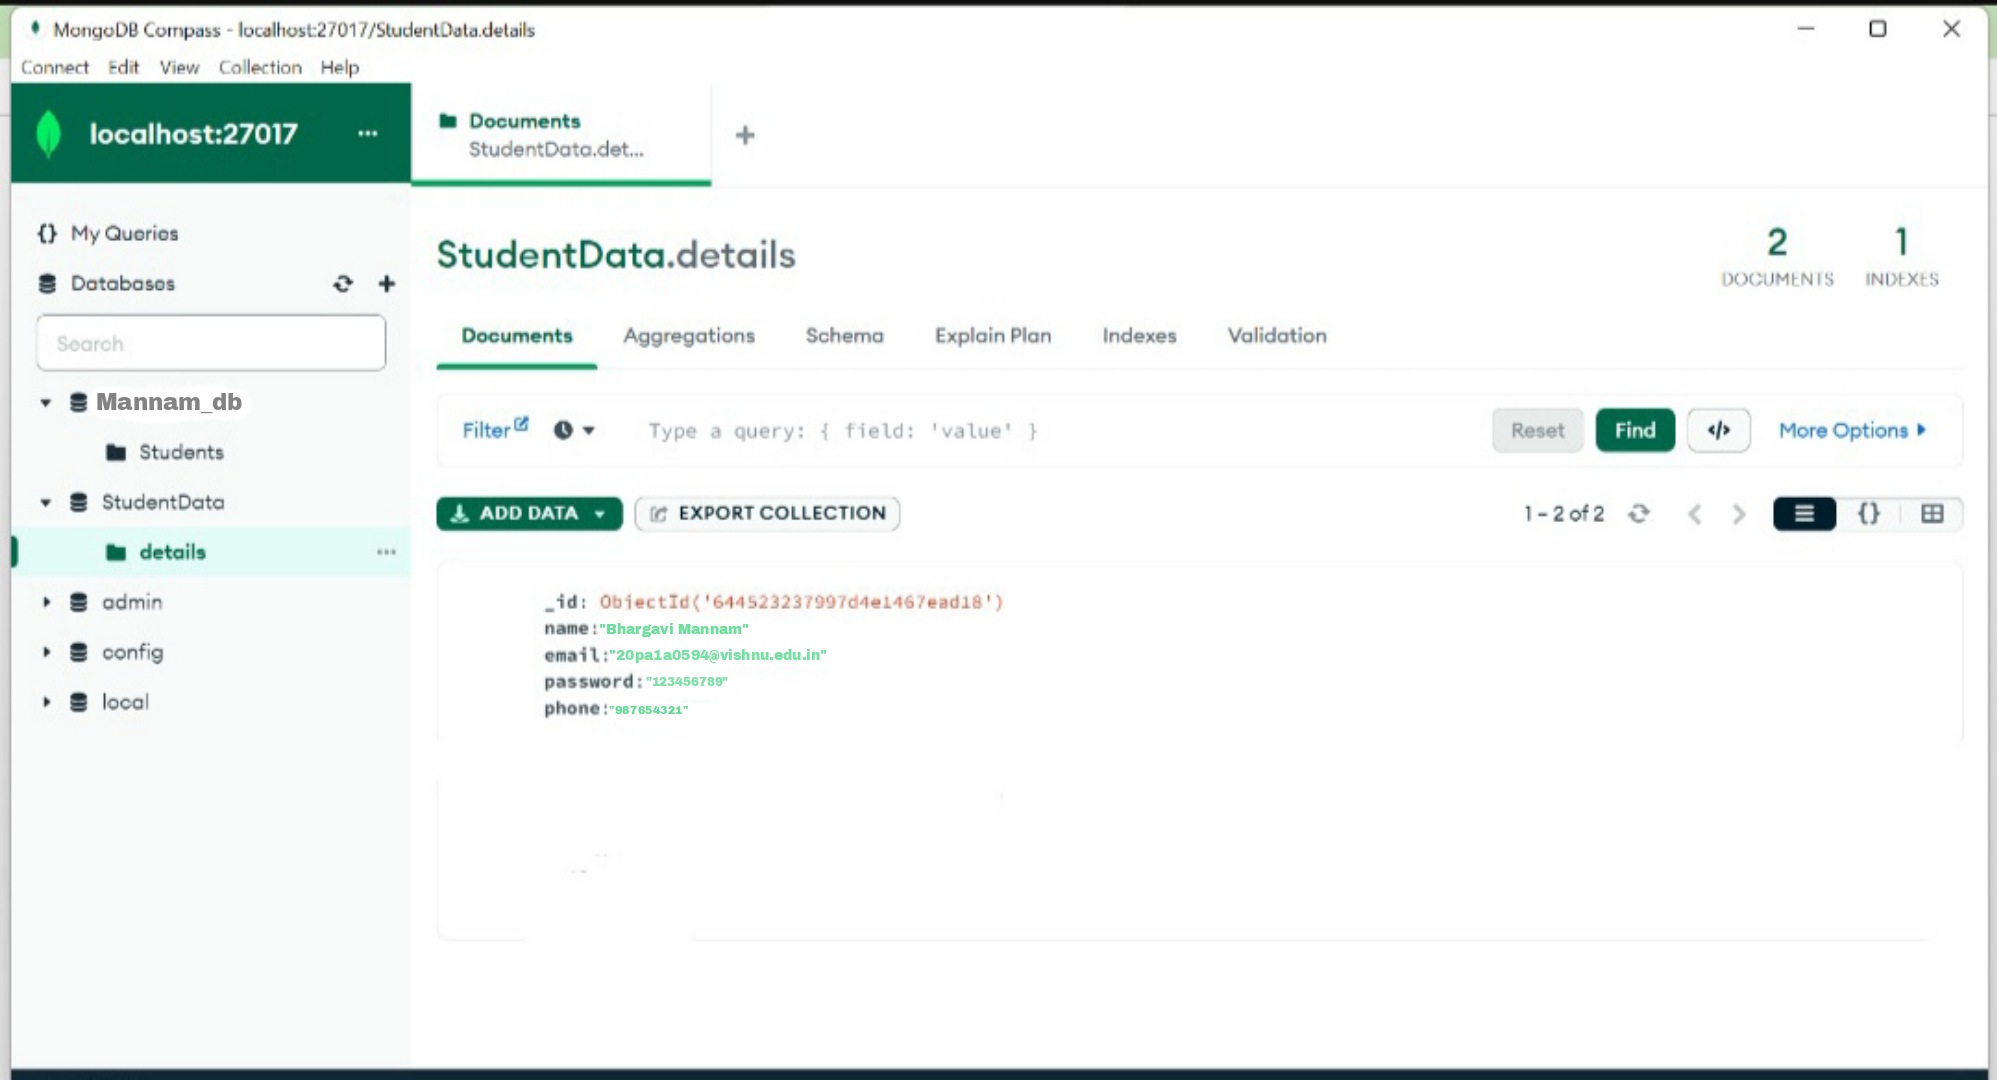 MongoDB Compass - localhost:27017/StudentData.details
Connect Edit View Collection Help
localhost:27017 ...
Documents
StudentData.det...
My Queries
Databases
Search
Mannam_db
Students
StudentData
details ...
admin
config
local
StudentData.details
2
DOCUMENTS
1
INDEXES
Documents Aggregations Schema Explain Plan Indexes Validation
Filter Type a query: { field: 'value' } Reset Find </> More Options
ADD DATA EXPORT COLLECTION 1 – 2 of 2 {}
_id: ObjectId('644523237997d4e1467ead18')
name:"Bhargavi Mannam"
email:"20pa1a0594@vishnu.edu.in"
password:"123456789"
phone:"987654321"